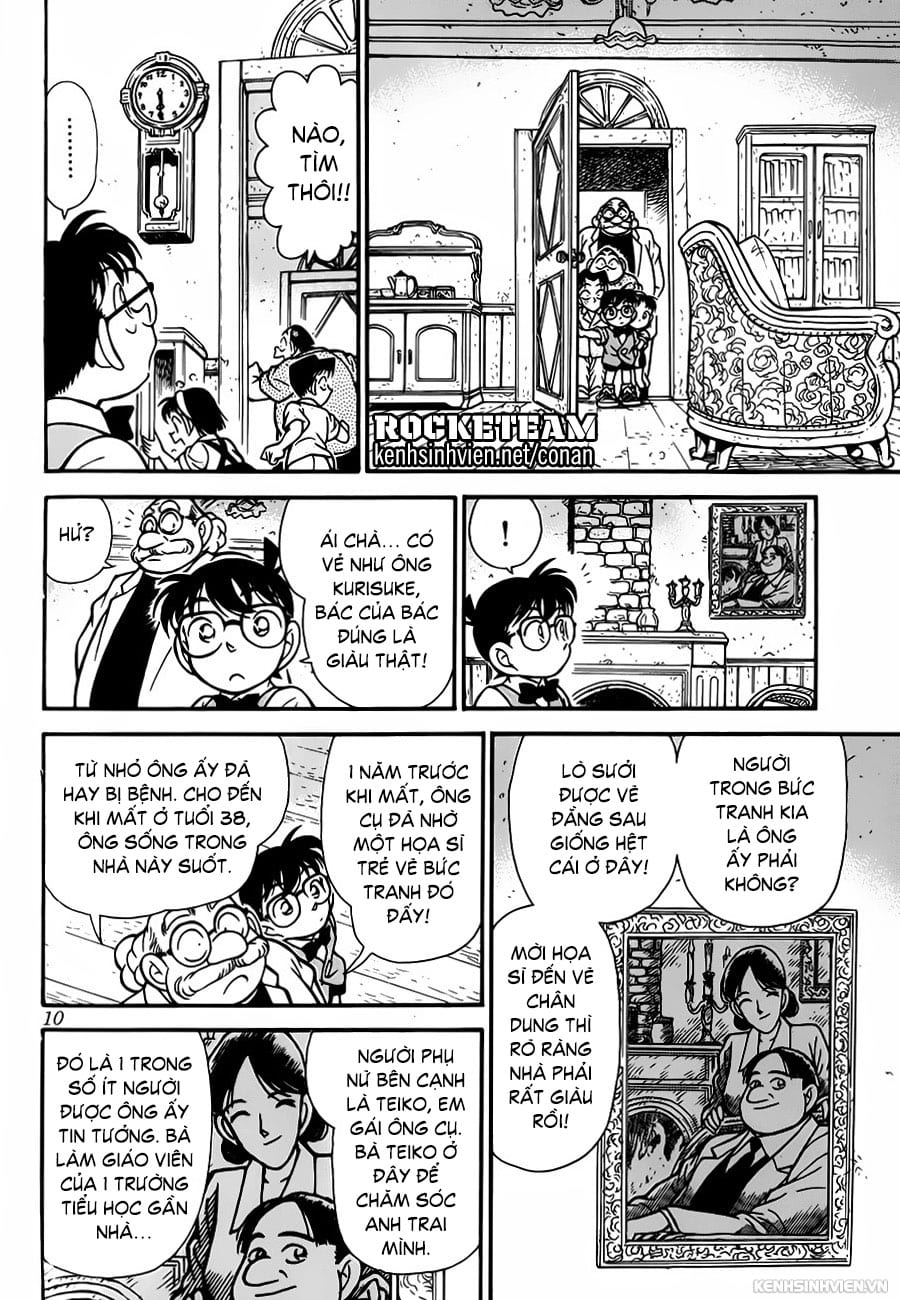 ROCKETEAM
kenhsinhvien.net/conan
NÀO,
TÌM
THÔI!!
........
!
ÁI CHÀ... CÓ
VẺ NHƯ ÔNG
KURISUKE,
BÁC CỦA BÁC
ĐÚNG LÀ
GIÀU THẬT!
HỬ?
NGƯỜI
TRONG BỨC
TRANH KIA
LÀ ÔNG
ẤY PHẢI
KHÔNG?
LÒ SƯỞI
ĐƯỢC VẼ
ĐẰNG SAU
GIỐNG HỆT
CÁI Ở ĐÂY!
MỜI HỌA
SĨ ĐẾN VẼ
CHÂN
DUNG THÌ
RÕ RÀNG
NHÀ PHẢI
RẤT GIÀU
RỒI!
1 NĂM TRƯỚC
KHI MẤT, ÔNG
CỤ ĐÃ NHỜ
MỘT HỌA SĨ
TRẺ VẼ BỨC
TRANH ĐÓ
ĐẤY!
TỪ NHỎ ÔNG ẤY ĐÃ
HAY BỊ BỆNH. CHO ĐẾN
KHI MẤT Ở TUỔI 38,
ÔNG SỐNG TRONG
NHÀ NÀY SUỐT.
10
NGƯỜI PHỤ
NỮ BÊN CẠNH
LÀ TEIKO, EM
GÁI ÔNG CỤ.
BÀ TEIKO Ở
ĐÂY ĐỂ
CHĂM SÓC
ANH TRAI
MÌNH.
ĐÓ LÀ 1 TRONG
SỐ ÍT NGƯỜI
ĐƯỢC ÔNG ẤY
TIN TƯỞNG. BÀ
LÀM GIÁO VIÊN
CỦA 1 TRƯỜNG
TIỂU HỌC GẦN
NHÀ...
KENHSINHVIEN.VN